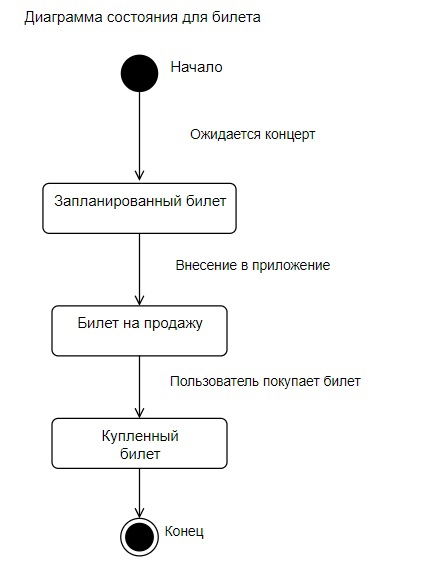 Диаграмма состояния для билета
Начало
Ожидается концерт
Запланированный билет
Внесение в приложение
Билет на продажу
Пользователь покупает билет
Купленный
билет
Конец